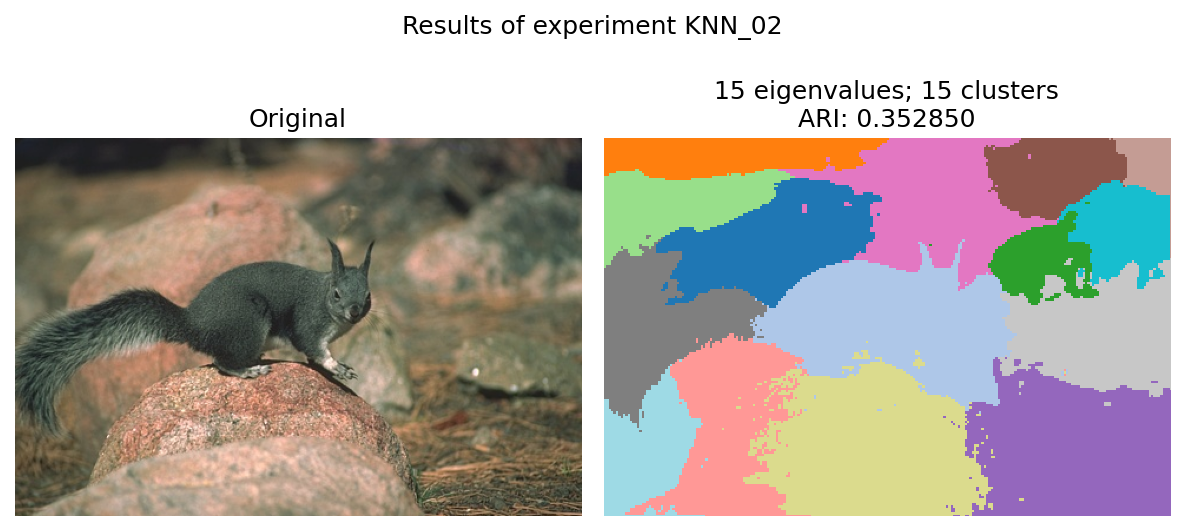 Results of experiment KNN_02
Original
15 eigenvalues; 15 clusters
ARI: 0.352850